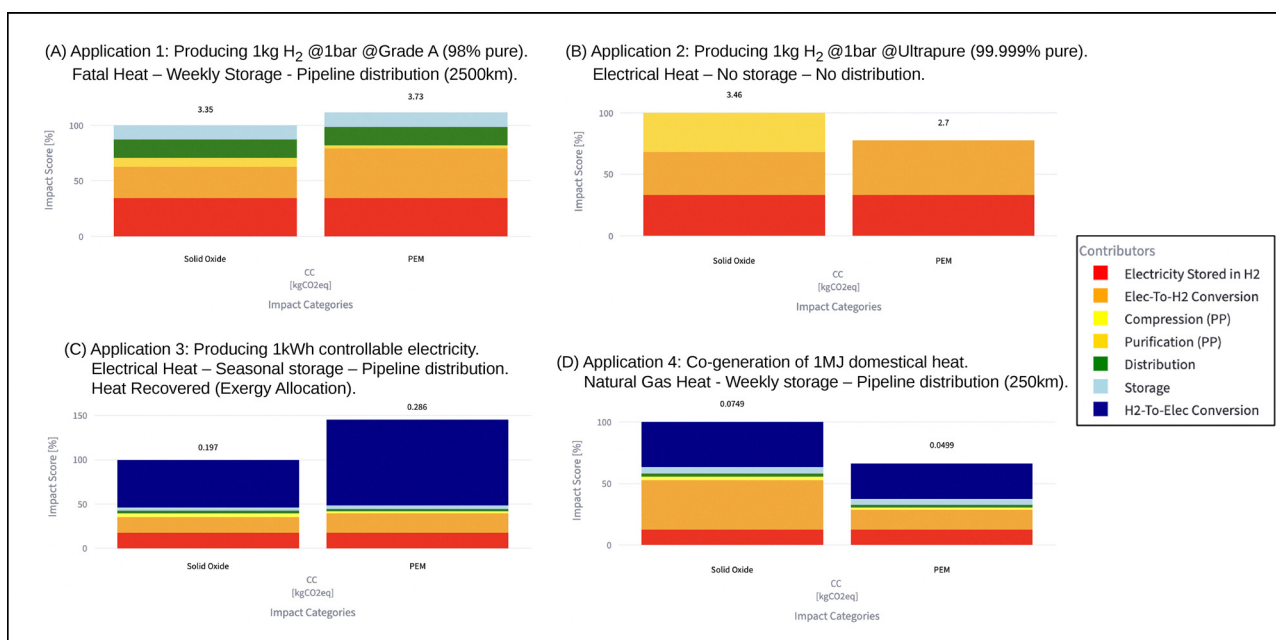 (A) Application 1: Producing 1kg H2 @1bar @Grade A (98% pure).
Fatal Heat – Weekly Storage - Pipeline distribution (2500km).
3.35
3.73
Impact Score [%]
100
50
0
Solid Oxide
PEM
CC
[kgCO2eq]
Impact Categories
(B) Application 2: Producing 1kg H2 @1bar @Ultrapure (99.999% pure).
Electrical Heat – No storage – No distribution.
3.46
2.7
Impact Score [%]
100
50
0
Solid Oxide
PEM
CC
[kgCO2eq]
Impact Categories
Contributors
Electricity Stored in H2
Elec-To-H2 Conversion
Compression (PP)
Purification (PP)
Distribution
Storage
H2-To-Elec Conversion
(C) Application 3: Producing 1kWh controllable electricity.
Electrical Heat – Seasonal storage – Pipeline distribution.
Heat Recovered (Exergy Allocation).
0.197
0.286
Impact Score [%]
150
100
50
0
Solid Oxide
PEM
CC
[kgCO2eq]
Impact Categories
(D) Application 4: Co-generation of 1MJ domestical heat.
Natural Gas Heat - Weekly storage – Pipeline distribution (250km).
0.0749
0.0499
Impact Score [%]
100
50
0
Solid Oxide
PEM
CC
[kgCO2eq]
Impact Categories